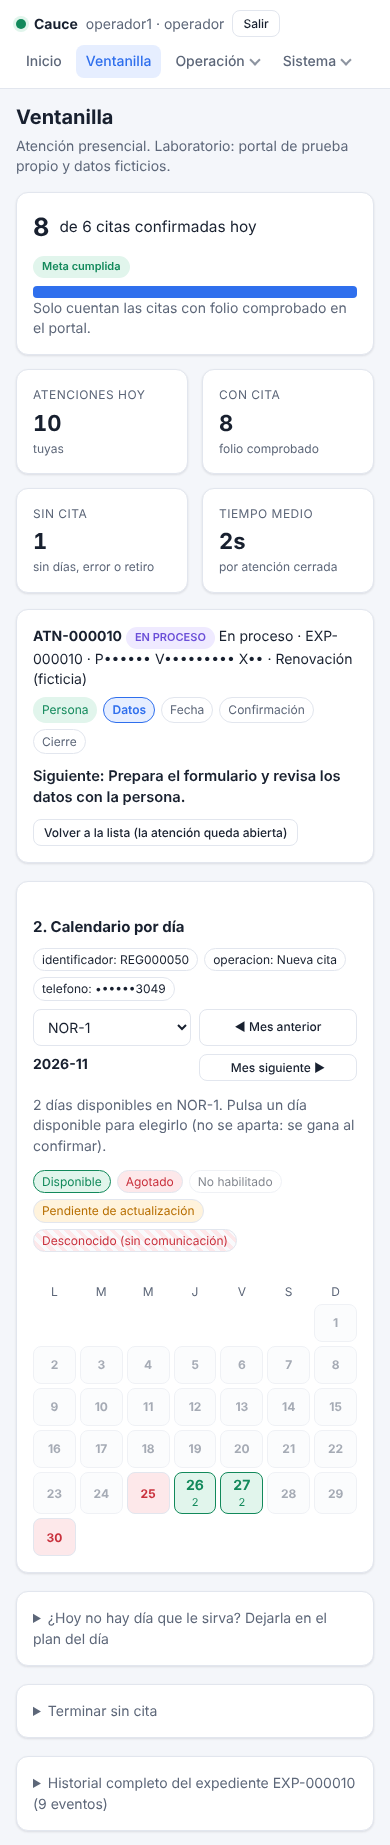 Cauce operador1 · operador Salir
Inicio Ventanilla Operación Sistema
Ventanilla
Atención presencial. Laboratorio: portal de prueba
propio y datos ficticios.
8 de 6 citas confirmadas hoy
Meta cumplida
Solo cuentan las citas con folio comprobado en
el portal.
ATENCIONES HOY
10
tuyas
CON CITA
8
folio comprobado
SIN CITA
1
sin días, error o retiro
TIEMPO MEDIO
2s
por atención cerrada
ATN-000010 EN PROCESO En proceso · EXP-
000010 · P•••••• V••••••••• X•• · Renovación
(ficticia)
Persona Datos Fecha Confirmación
Cierre
Siguiente: Prepara el formulario y revisa los
datos con la persona.
Volver a la lista (la atención queda abierta)
2. Calendario por día
identificador: REG000050 operacion: Nueva cita
telefono: ••••••3049
NOR-1 ◀ Mes anterior
2026-11 Mes siguiente ▶
2 días disponibles en NOR-1. Pulsa un día
disponible para elegirlo (no se aparta: se gana al
confirmar).
Disponible Agotado No habilitado
Pendiente de actualización
Desconocido (sin comunicación)
L M M J V S D
1
2 3 4 5 6 7 8
9 10 11 12 13 14 15
16 17 18 19 20 21 22
23 24 25 26 27 28 29
2 2
30
▶ ¿Hoy no hay día que le sirva? Dejarla en el
plan del día
▶ Terminar sin cita
▶ Historial completo del expediente EXP-000010
(9 eventos)